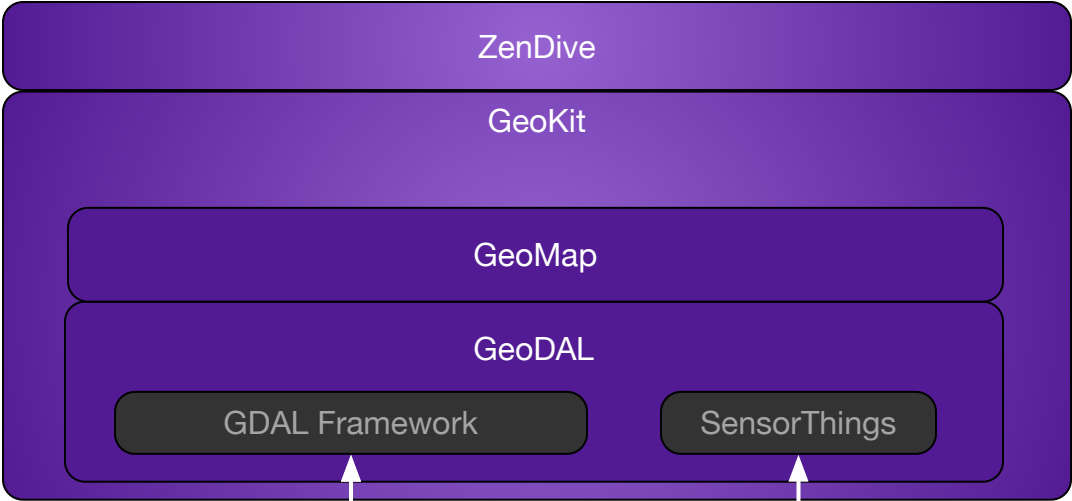 ZenDive
GeoKit
GeoMap
GeoDAL
GDAL Framework
SensorThings